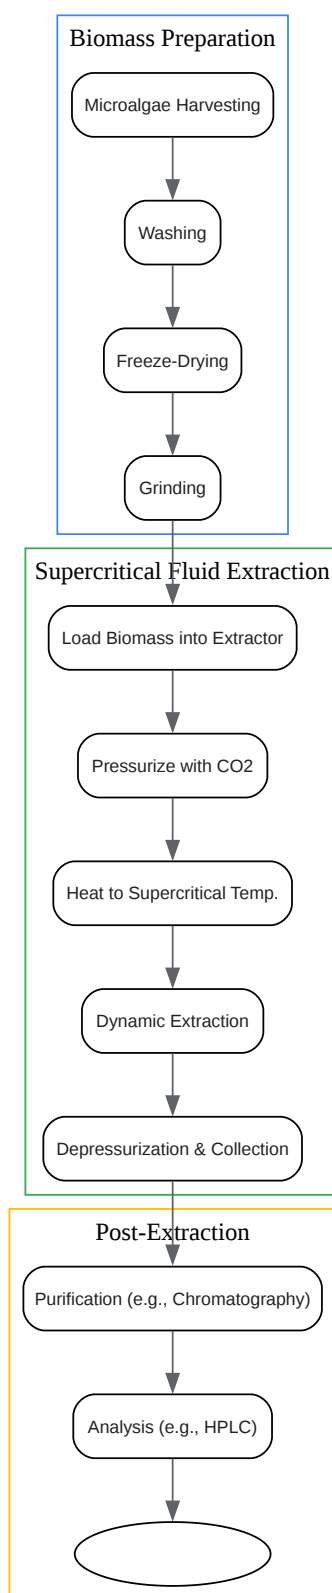 Biomass Preparation
Microalgae Harvesting
Washing
Freeze-Drying
Grinding
Supercritical Fluid Extraction
Load Biomass into Extractor
Pressurize with CO2
Heat to Supercritical Temp.
Dynamic Extraction
Depressurization & Collection
Post-Extraction
Purification (e.g., Chromatography)
Analysis (e.g., HPLC)